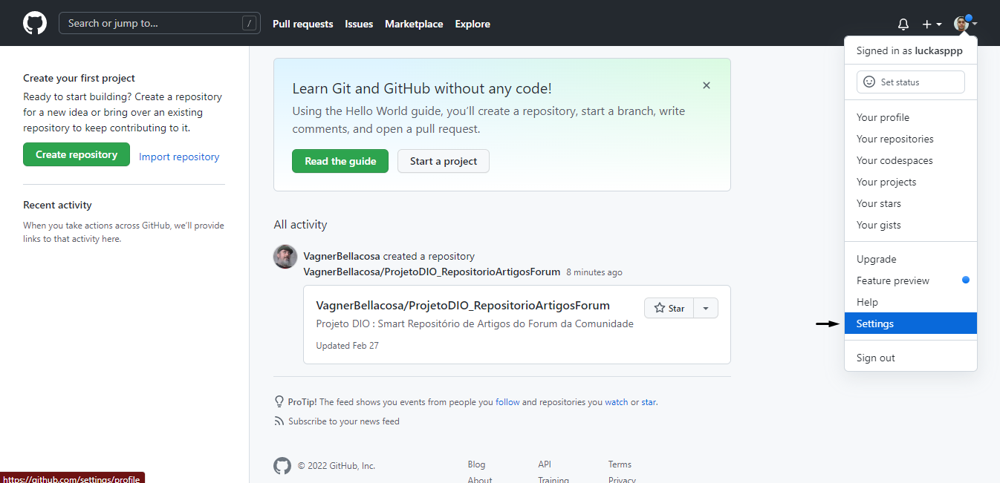 Search or jump to...
/
Pull requests
Issues
Marketplace
Explore
Signed in as luckasppp
Set status
Your profile
Your repositories
Your codespaces
Your projects
Your stars
Your gists
Upgrade
Feature preview
Help
Settings
Sign out
Create your first project
Ready to start building? Create a repository
for a new idea or bring over an existing
repository to keep contributing to it.
Create repository
Import repository
Recent activity
When you take actions across GitHub, we'll provide
links to that activity here.
Learn Git and GitHub without any code!
Using the Hello World guide, you'll create a repository, start a branch, write
comments, and open a pull request.
Read the guide
Start a project
All activity
VagnerBellacosa created a repository
VagnerBellacosa/ProjetoDIO_RepositorioArtigosForum 8 minutes ago
VagnerBellacosa/ProjetoDIO_RepositorioArtigosForum
Star
Projeto DIO : Smart Repositório de Artigos do Forum da Comunidade
Updated Feb 27
ProTip! The feed shows you events from people you follow and repositories you watch or star.
Subscribe to your news feed
© 2022 GitHub, Inc.
Blog
API
Terms
About
Training
Privacy
https://github.com/settings/profile